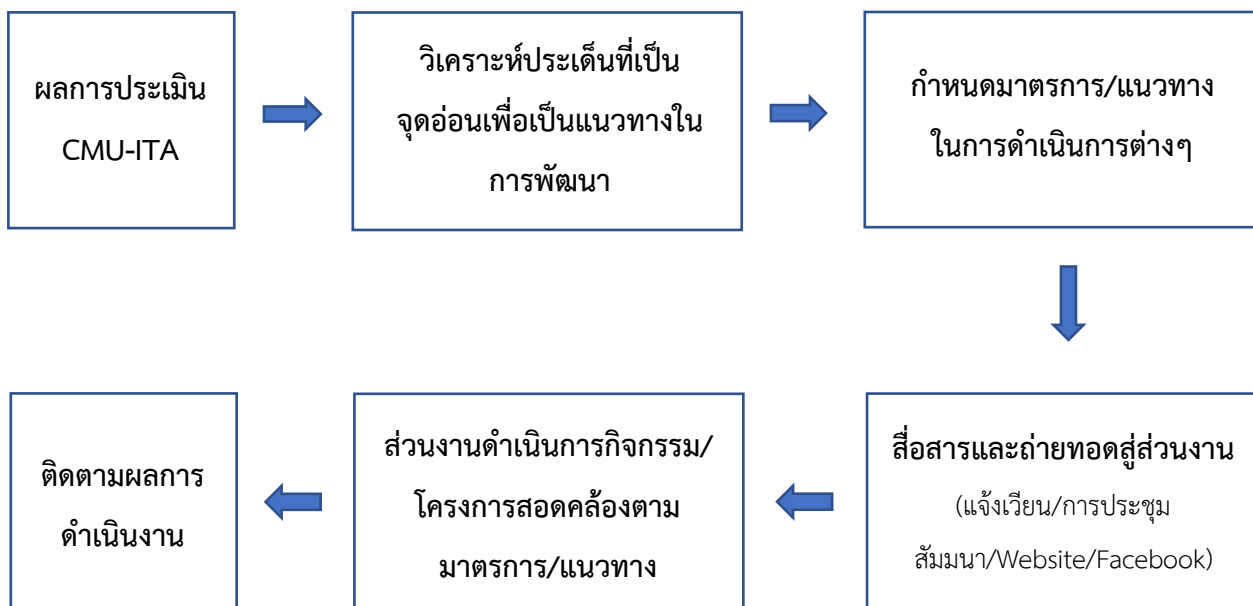 ผลการประเมิน
CMU-ITA
วิเคราะห์ประเด็นที่เป็น
จุดอ่อนเพื่อเป็นแนวทางใน
การพัฒนา
กำหนดมาตรการ/แนวทาง
ในการดำเนินการต่างๆ
สื่อสารและถ่ายทอดสู่ส่วนงาน
(แจ้งเวียน/การประชุม
สัมมนา/Website/Facebook)
ส่วนงานดำเนินการกิจกรรม/
โครงการสอดคล้องตาม
มาตรการ/แนวทาง
ติดตามผลการ
ดำเนินงาน